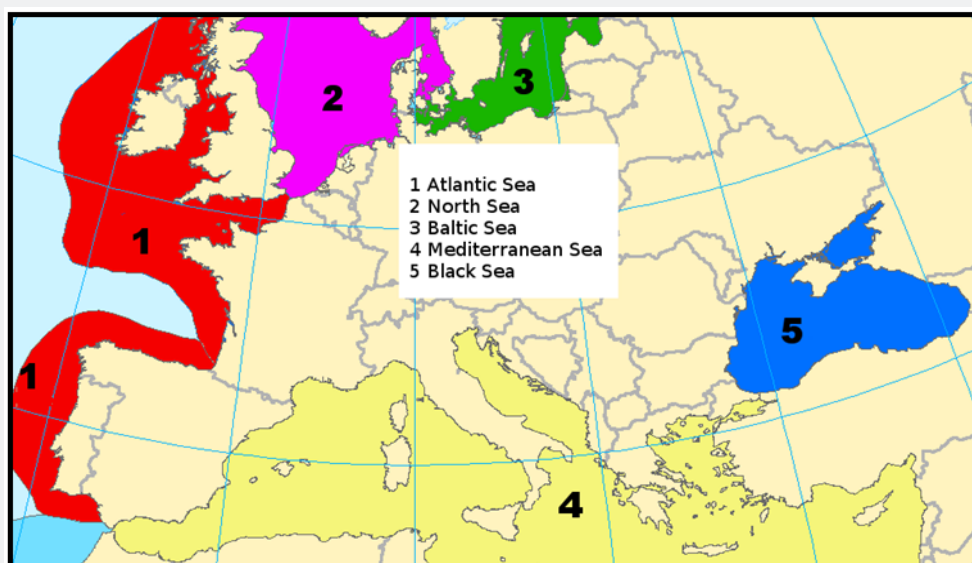 2
3
1 Atlantic Sea
2 North Sea
3 Baltic Sea
4 Mediterranean Sea
5 Black Sea
1
5
1
4